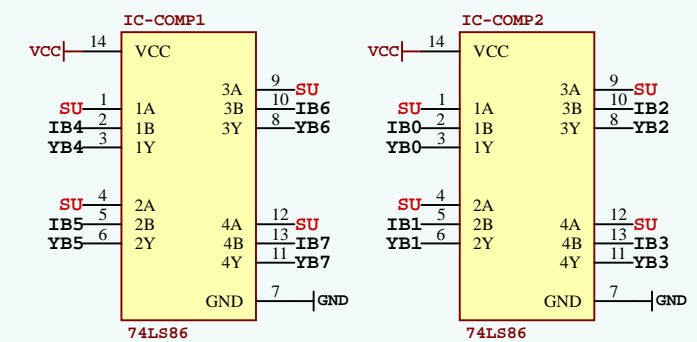 IC-COMP1
VCC 14 VCC
3A 9 SU
SU 1 1A 3B 10 IB6
IB4 2 1B 3Y 8 YB6
YB4 3 1Y
SU 4 2A
IB5 5 2B 4A 12 SU
YB5 6 2Y 4B 13 IB7
4Y 11 YB7
GND 7 GND
74LS86
IC-COMP2
VCC 14 VCC
3A 9 SU
SU 1 1A 3B 10 IB2
IB0 2 1B 3Y 8 YB2
YB0 3 1Y
SU 4 2A
IB1 5 2B 4A 12 SU
YB1 6 2Y 4B 13 IB3
4Y 11 YB3
GND 7 GND
74LS86